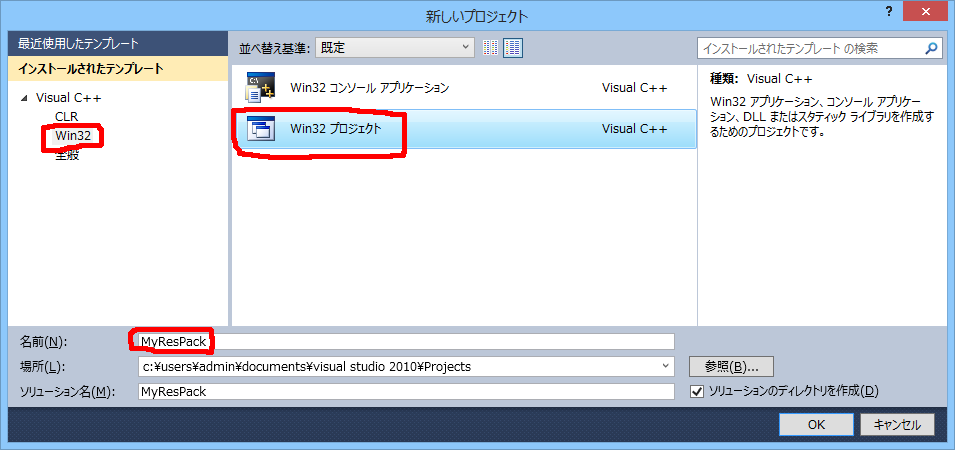 新しいプロジェクト
?
最近使用したテンプレート
インストールされたテンプレート
Visual C++
CLR
Win32
全般
並べ替え基準: 既定
インストールされたテンプレート の検索
Win32 コンソール アプリケーション Visual C++
Win32 プロジェクト Visual C++
種類: Visual C++
Win32 アプリケーション、コンソール アプリケー
ション、DLL またはスタティック ライブラリを作成す
るためのプロジェクトです。
名前(N): MyResPack
場所(L): c:¥users¥admin¥documents¥visual studio 2010¥Projects 参照(B)...
ソリューション名(M): MyResPack ソリューションのディレクトリを作成(D)
OK キャンセル